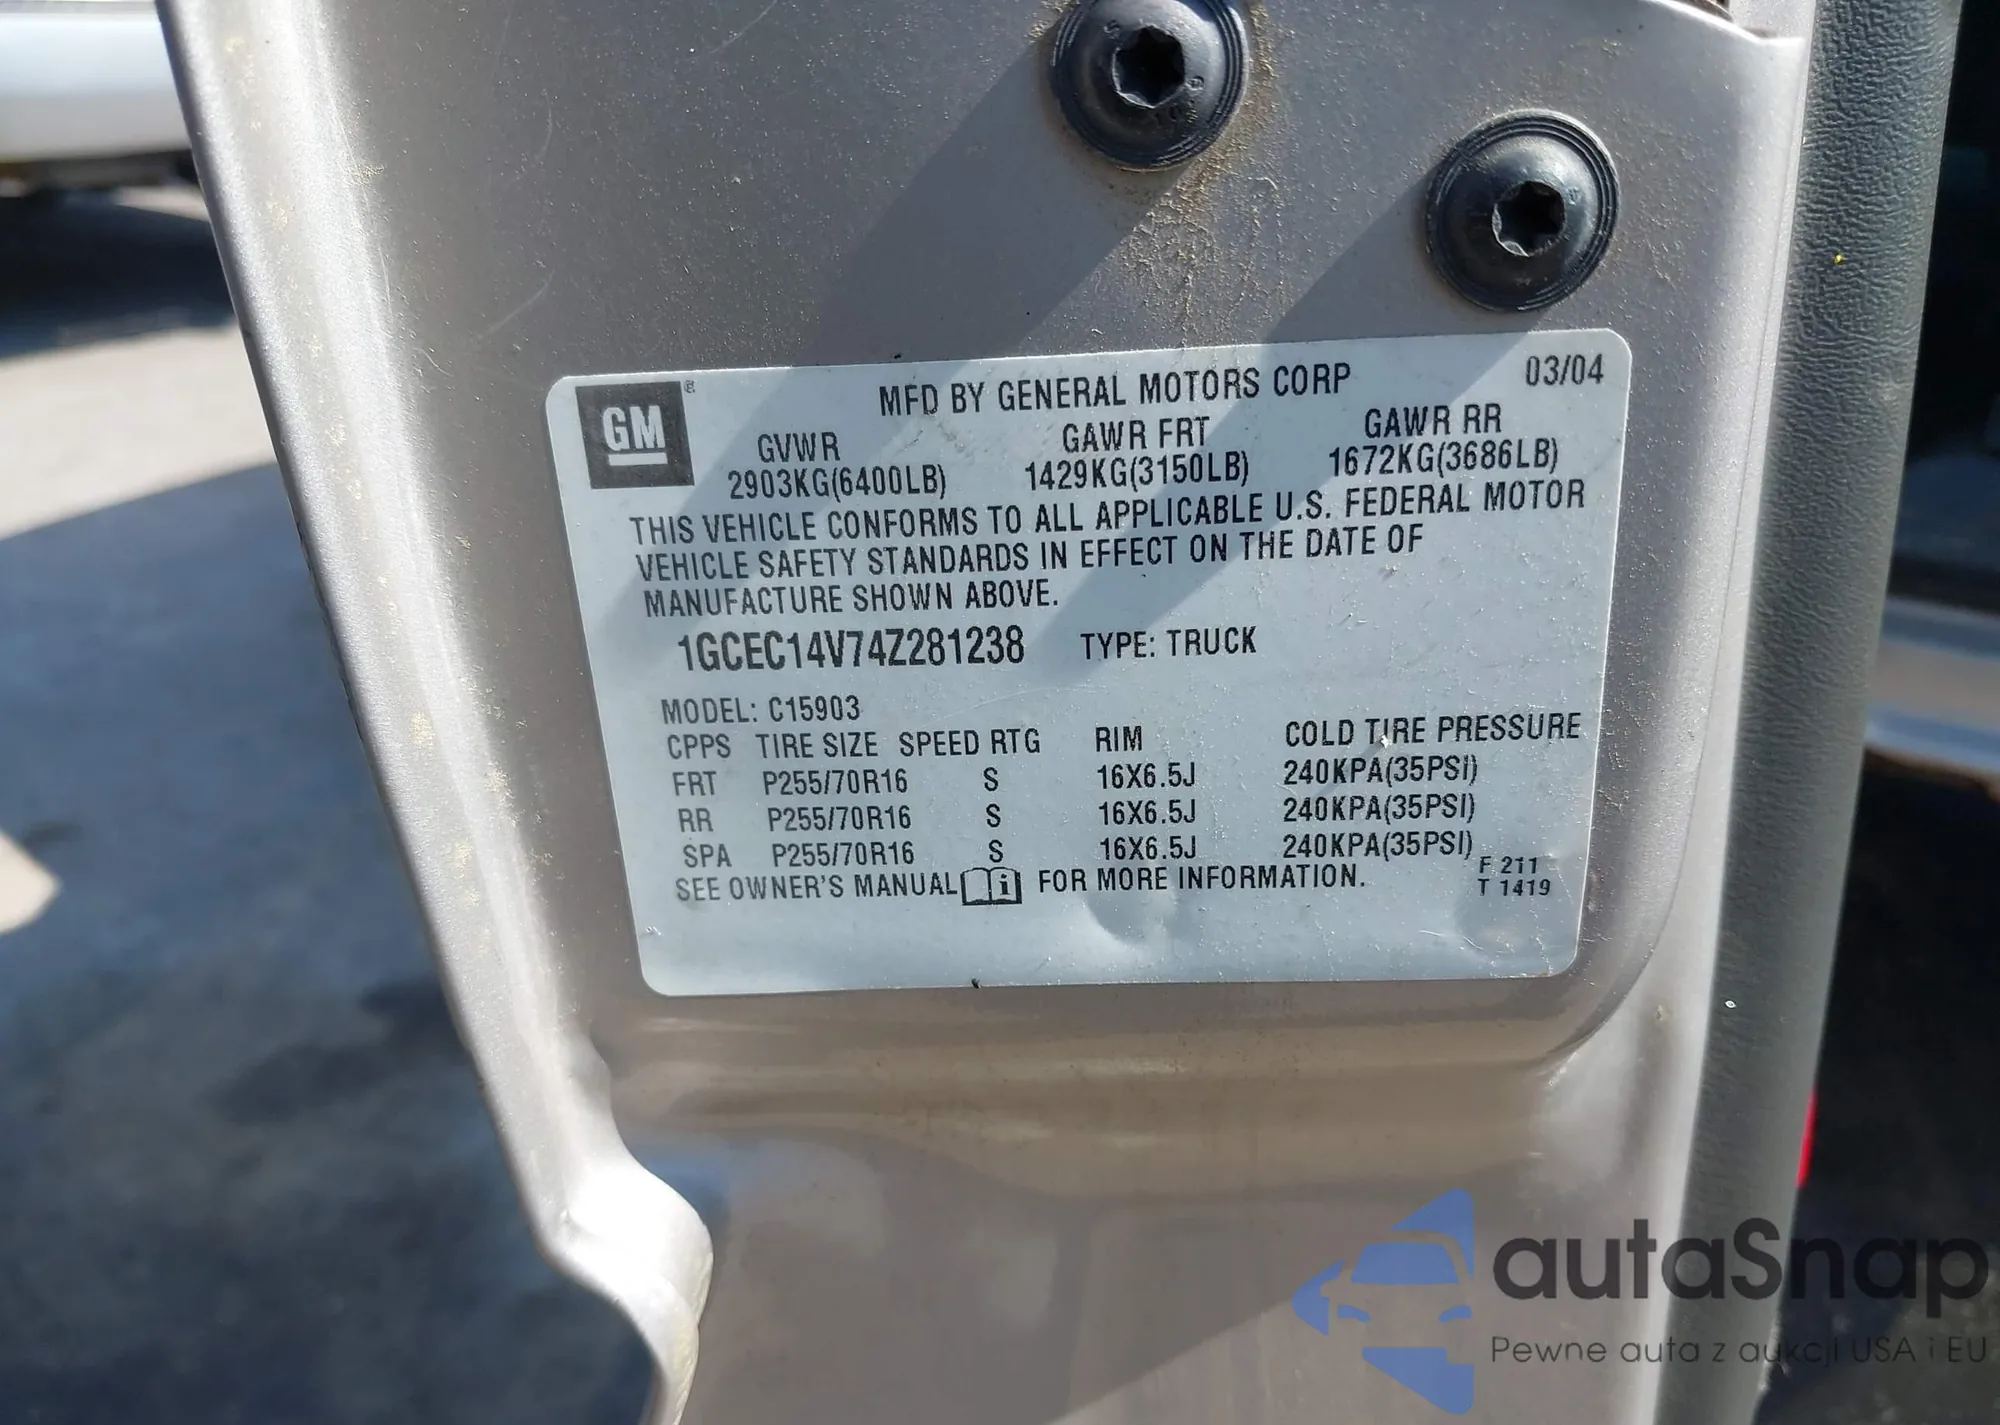 GM ®
MFD BY GENERAL MOTORS CORP 03/04
GVWR GAWR FRT GAWR RR
2903KG(6400LB) 1429KG(3150LB) 1672KG(3686LB)
THIS VEHICLE CONFORMS TO ALL APPLICABLE U.S. FEDERAL MOTOR
VEHICLE SAFETY STANDARDS IN EFFECT ON THE DATE OF
MANUFACTURE SHOWN ABOVE.
1GCEC14V74Z281238 TYPE: TRUCK
MODEL: C15903
CPPS TIRE SIZE SPEED RTG RIM COLD TIRE PRESSURE
FRT P255/70R16 S 16X6.5J 240KPA(35PSI)
RR P255/70R16 S 16X6.5J 240KPA(35PSI)
SPA P255/70R16 S 16X6.5J 240KPA(35PSI)
SEE OWNER'S MANUAL i FOR MORE INFORMATION.
F 211
T 1419
autaSnap
Pewne auta z aukcji USA i EU